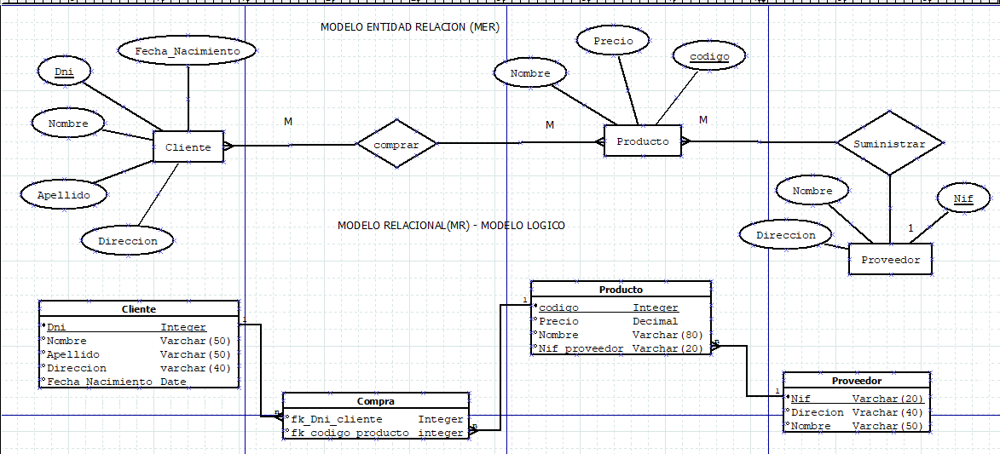 MODELO ENTIDAD RELACION (MER)
Fecha_Nacimiento
Dni
Nombre
Cliente
Apellido
Direccion
M
comprar
M
Nombre
Precio
codigo
Producto
M
Suministrar
Nombre
Nif
Direccion
1
Proveedor
MODELO RELACIONAL(MR) - MODELO LOGICO
Cliente
Dni Integer
Nombre Varchar(50)
Apellido Varchar(50)
Direccion varchar(40)
Fecha_Nacimiento Date
1
n
Compra
fk_Dni_cliente Integer
fk_codigo_producto integer
n
1
Producto
codigo Integer
Precio Decimal
Nombre Varchar(80)
Nif_proveedor Varchar(20)
n
1
Proveedor
Nif Varchar(20)
Direcion Vrachar(40)
Nombre Varchar(50)